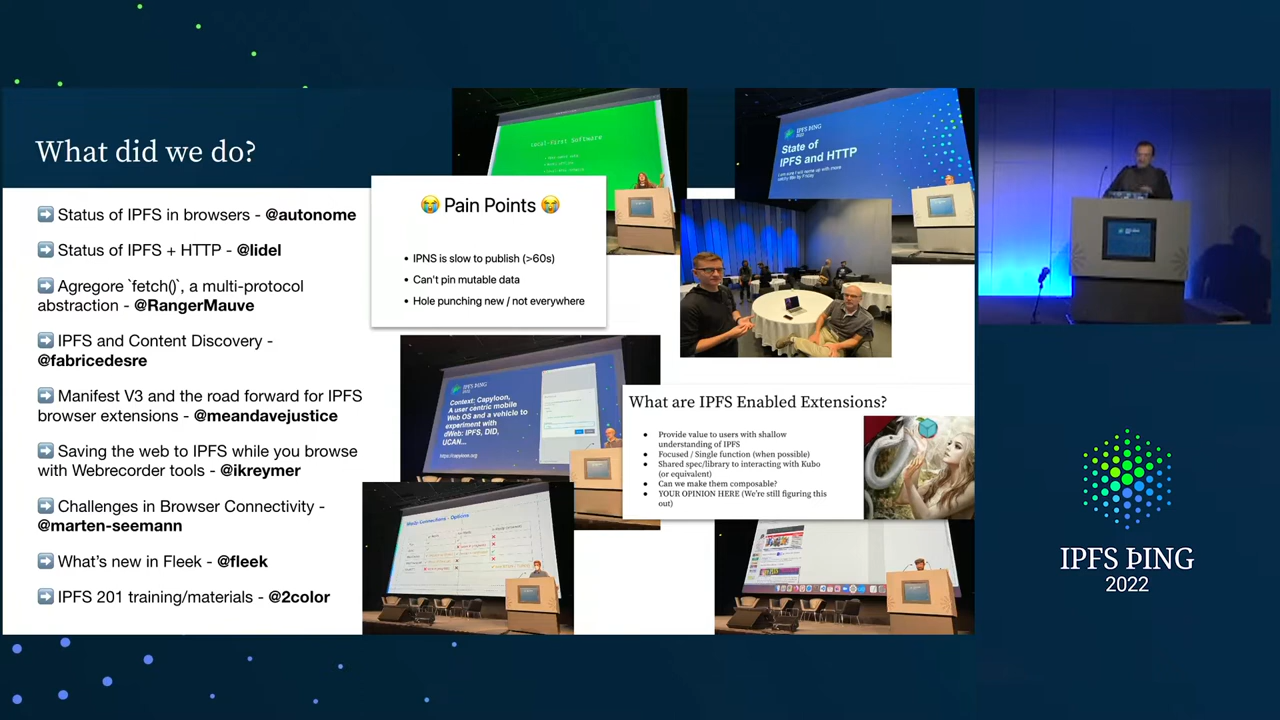 What did we do?
➡️ Status of IPFS in browsers - @autonome
➡️ Status of IPFS + HTTP - @lidel
➡️ Agregore `fetch()`, a multi-protocol
abstraction - @RangerMauve
➡️ IPFS and Content Discovery -
@fabricedesre
➡️ Manifest V3 and the road forward for IPFS
browser extensions - @meandavejustice
➡️ Saving the web to IPFS while you browse
with Webrecorder tools - @ikreymer
➡️ Challenges in Browser Connectivity -
@marten-seemann
➡️ What's new in Fleek - @fleek
➡️ IPFS 201 training/materials - @2color
Local-First Software
IPFS ÞING
2022
State of
IPFS and HTTP
😭 Pain Points 😭
• IPNS is slow to publish (>60s)
• Can't pin mutable data
• Hole punching new / not everywhere
IPFS ÞING
2022
Context: Capyloon,
A user centric mobile
Web OS and a vehicle to
experiment with
dWeb: IPFS, DID,
UCAN...
https://capyloon.org
What are IPFS Enabled Extensions?
• Provide value to users with shallow
understanding of IPFS
• Focused / Single function (when possible)
• Shared spec/library to interacting with Kubo
(or equivalent)
• Can we make them composable?
• YOUR OPINION HERE (We're still figuring this
out)
Connections - Options
IPFS ÞING
2022